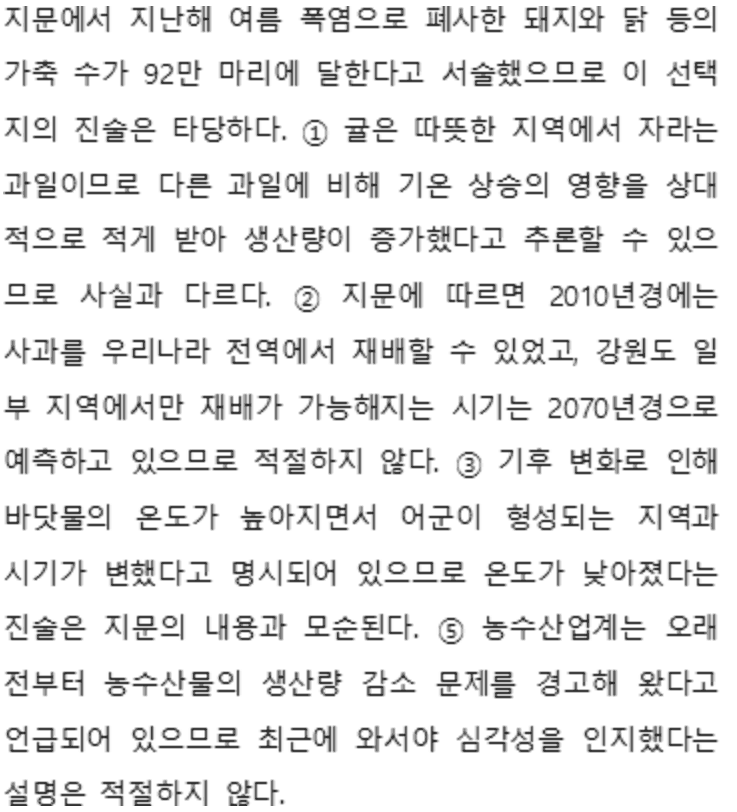 지문에서 지난해 여름 폭염으로 폐사한 돼지와 닭 등의
가축 수가 92만 마리에 달한다고 서술했으므로 이 선택
지의 진술은 타당하다. ① 귤은 따뜻한 지역에서 자라는
과일이므로 다른 과일에 비해 기온 상승의 영향을 상대
적으로 적게 받아 생산량이 증가했다고 추론할 수 있으
므로 사실과 다르다. ② 지문에 따르면 2010년경에는
사과를 우리나라 전역에서 재배할 수 있었고, 강원도 일
부 지역에서만 재배가 가능해지는 시기는 2070년경으로
예측하고 있으므로 적절하지 않다. ③ 기후 변화로 인해
바닷물의 온도가 높아지면서 어군이 형성되는 지역과
시기가 변했다고 명시되어 있으므로 온도가 낮아졌다는
진술은 지문의 내용과 모순된다. ⑤ 농수산업계는 오래
전부터 농수산물의 생산량 감소 문제를 경고해 왔다고
언급되어 있으므로 최근에 와서야 심각성을 인지했다는
설명은 적절하지 않다.